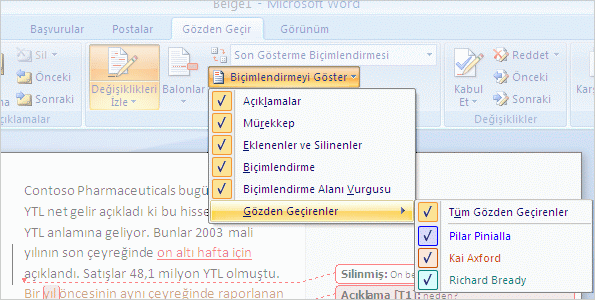 Belge1 - Microsoft Word
Başvurular Postalar Gözden Geçir Görünüm
Son Gösterme Biçimlendirmesi
Biçimlendirmeyi Göster
Değişiklikleri İzle
Balonlar
Sil
Önceki
Sonraki
Kabul Et
Reddet
Önceki
Sonraki
Değişiklikler
Açıklamalar
Mürekkep
Eklenenler ve Silinenler
Biçimlendirme
Biçimlendirme Alanı Vurgusu
Gözden Geçirenler
Tüm Gözden Geçirenler
Pilar Pinialla
Kai Axford
Richard Bready
Contoso Pharmaceuticals bugü
YTL net gelir açıkladı ki bu hisse
YTL anlamına geliyor. Bunlar 2003 mali
yılının son çeyreğinde on altı hafta için
açıklandı. Satışlar 48,1 milyon YTL olmuştu.
Bir yıl öncesinin aynı çeyreğinde raporlanan
Silinmiş: On be
Açıklama [T1]: neden?